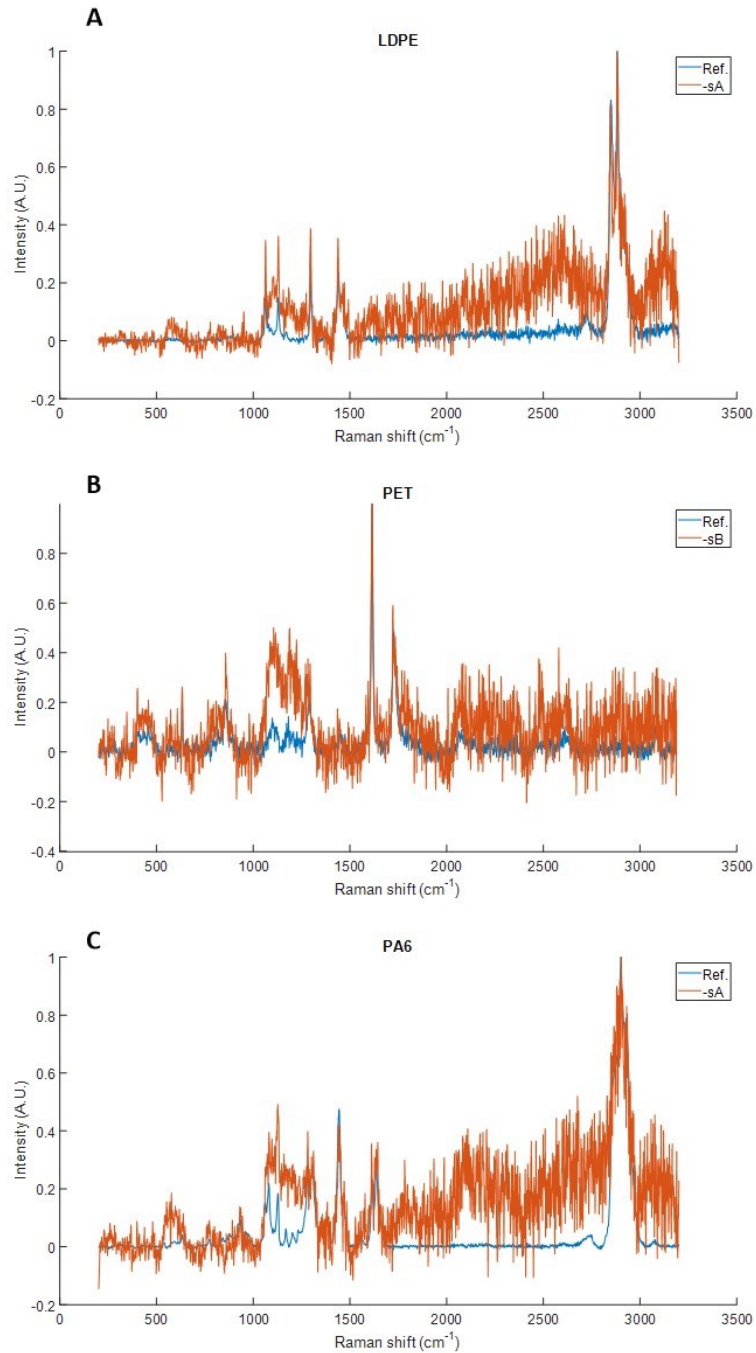 A
LDPE
Ref.
-sA
1
0.8
0.6
0.4
0.2
0
-0.2
Intensity (A.U.)
0 500 1000 1500 2000 2500 3000 3500
Raman shift (cm⁻¹)
B
PET
Ref.
-sB
0.8
0.6
0.4
0.2
0
-0.2
-0.4
Intensity (A.U.)
0 500 1000 1500 2000 2500 3000 3500
Raman shift (cm⁻¹)
C
PA6
Ref.
-sA
1
0.8
0.6
0.4
0.2
0
-0.2
Intensity (A.U.)
0 500 1000 1500 2000 2500 3000 3500
Raman shift (cm⁻¹)